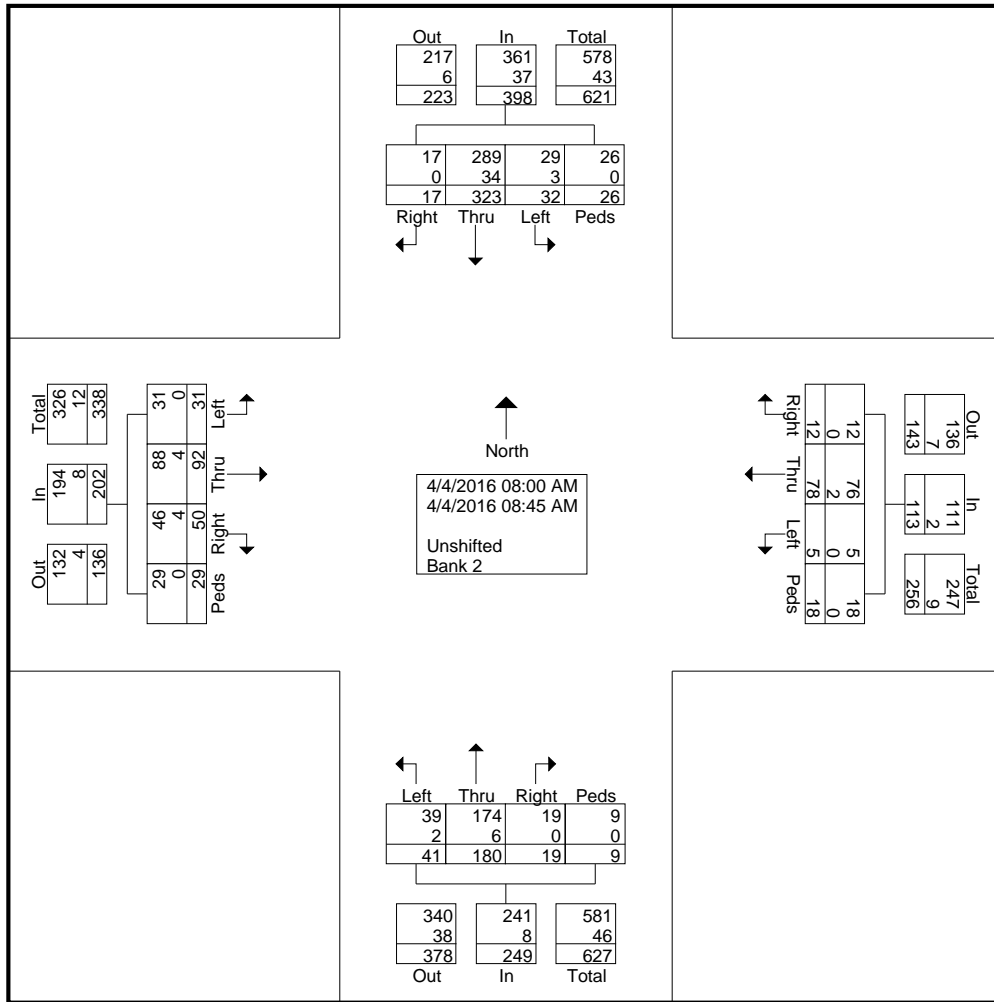 Out In Total
217 361 578
6 37 43
223 398 621
17 289 29 26
0 34 3 0
17 323 32 26
Right Thru Left Peds
Total
326
12
338
In
194
8
202
Out
132
4
136
31
0
31
Left
88
4
92
Thru
46
4
50
Right
29
0
29
Peds
North
4/4/2016 08:00 AM
4/4/2016 08:45 AM
Unshifted
Bank 2
Right
12
0
12
Thru
76
2
78
Left
5
0
5
Peds
18
0
18
Out
136
7
143
In
111
2
113
Total
247
9
256
Left Thru Right Peds
39 174 19 9
2 6 0 0
41 180 19 9
340 241 581
38 8 46
378 249 627
Out In Total